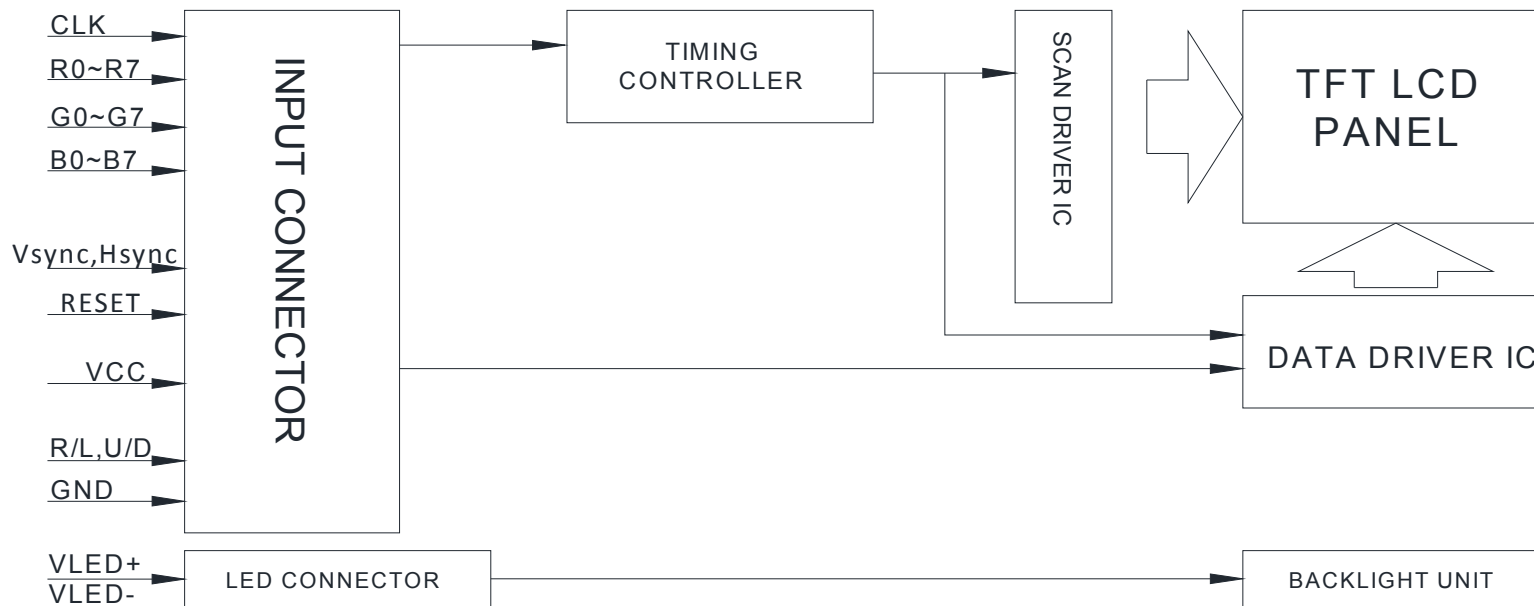 CLK
R0~R7
G0~G7
B0~B7
Vsync,Hsync
RESET
VCC
R/L,U/D
GND
INPUT CONNECTOR
TIMING
CONTROLLER
SCAN DRIVER IC
TFT LCD
PANEL
DATA DRIVER IC
VLED+
VLED-
LED CONNECTOR
BACKLIGHT UNIT